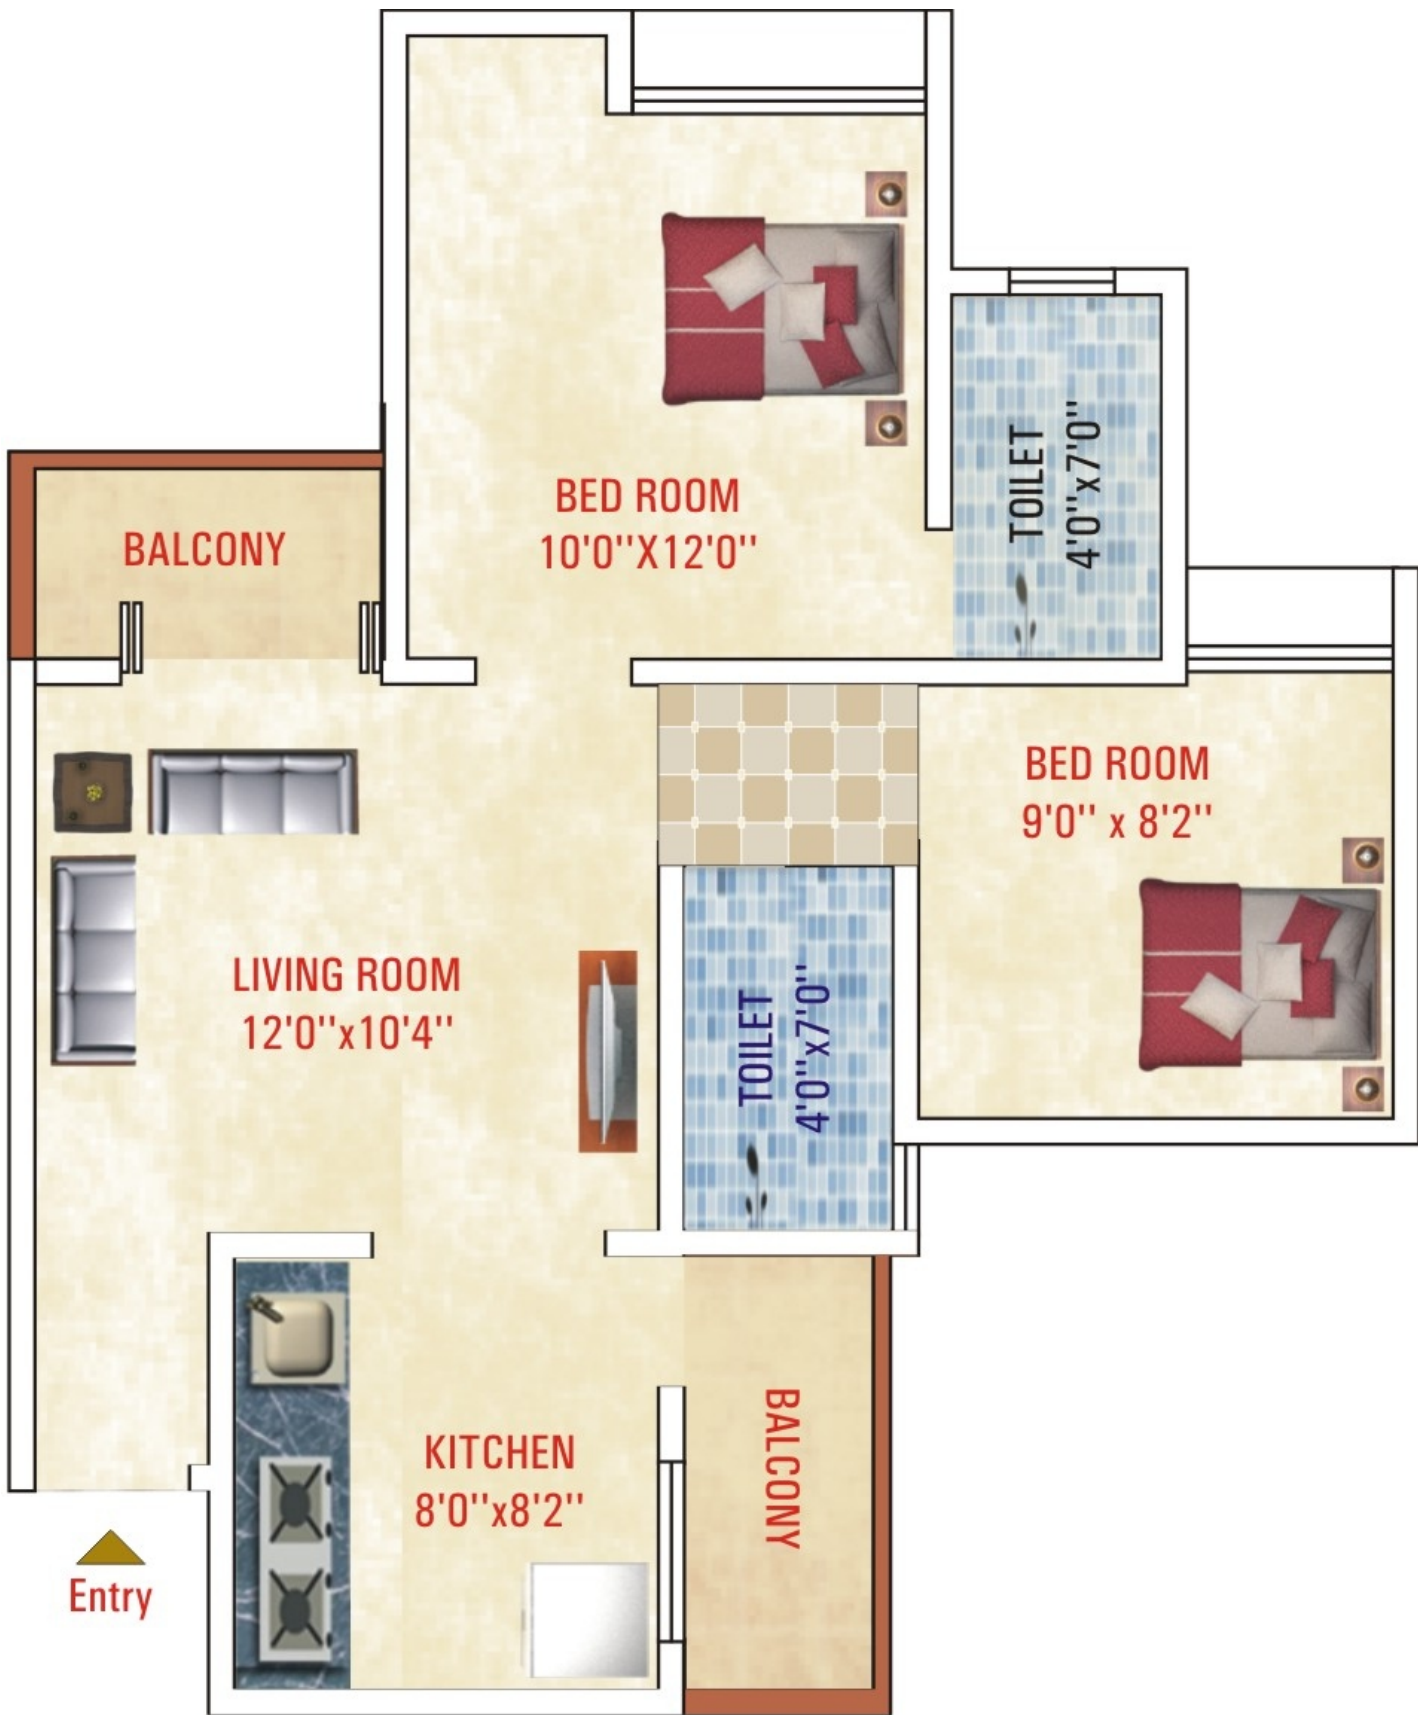 BED ROOM
10'0''X12'0''
TOILET
4'0''x7'0''
BALCONY
BED ROOM
9'0'' x 8'2''
LIVING ROOM
12'0''x10'4''
TOILET
4'0''x7'0''
KITCHEN
8'0''x8'2''
BALCONY
Entry